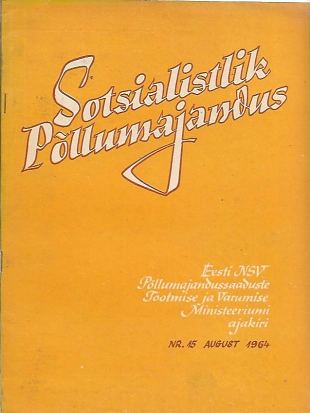 Sotsialistlik
Põllumajandus
Eesti NSV
Põllumajandussaaduste
Tootmise ja Varumise
Ministeeriumi
ajakiri
NR. 15 AUGUST 1964